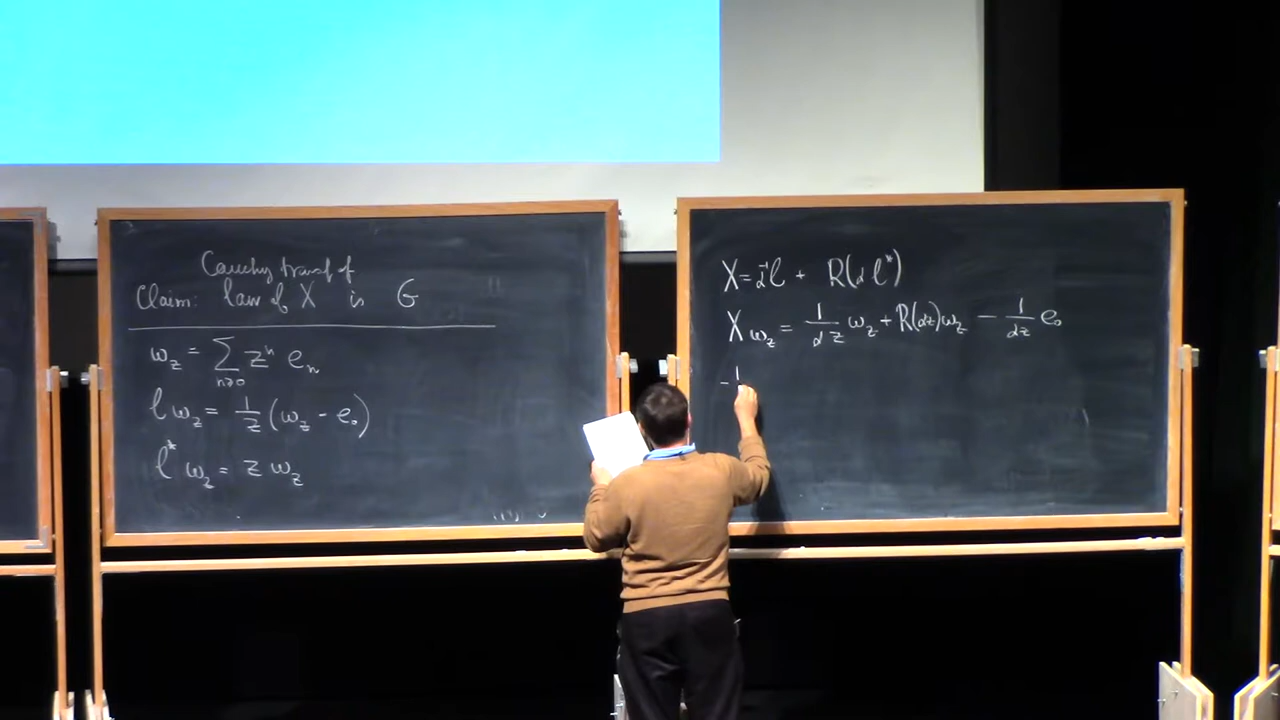 Cauchy transf of
Claim: law of X is G
ω_z = Σ_{n≥0} z^n e_n
l ω_z = 1/z (ω_z - e_0)
l* ω_z = z ω_z
X = α^{-1} l + R(α l*)
X ω_z = 1/(αz) ω_z + R(αz) ω_z - 1/(αz) e_0
- 1